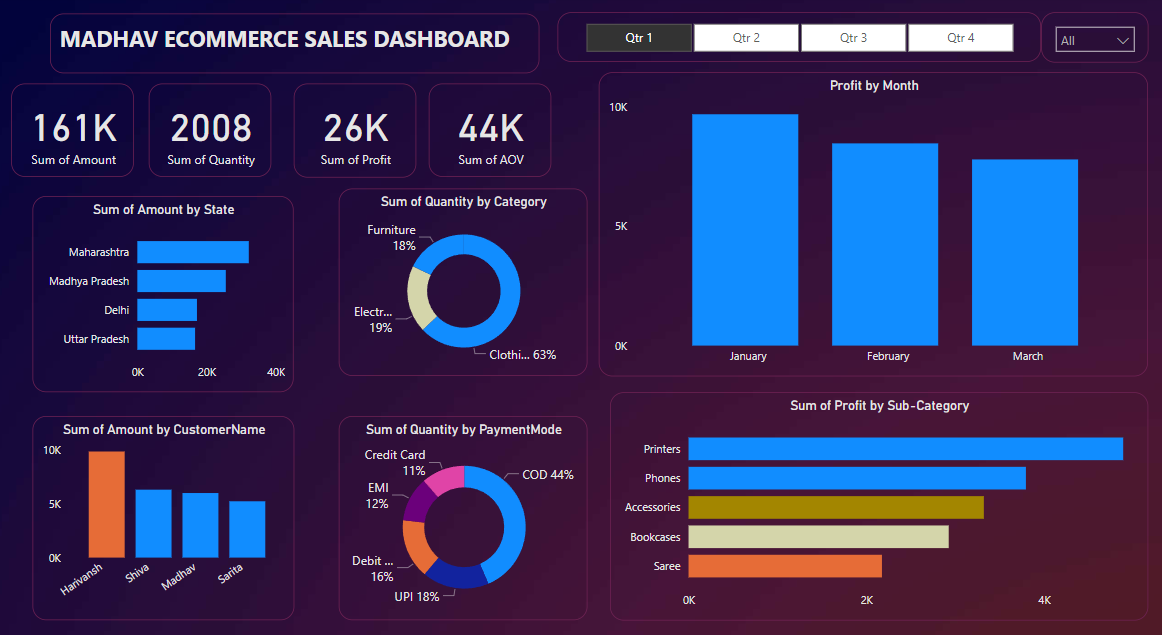 MADHAV ECOMMERCE SALES DASHBOARD
Qtr 1
Qtr 2
Qtr 3
Qtr 4
All
161K
Sum of Amount
2008
Sum of Quantity
26K
Sum of Profit
44K
Sum of AOV
Profit by Month
10K
5K
0K
January
February
March
Sum of Amount by State
Maharashtra
Madhya Pradesh
Delhi
Uttar Pradesh
0K
20K
40K
Sum of Quantity by Category
Furniture
18%
Electr...
19%
Clothi... 63%
Sum of Amount by CustomerName
10K
5K
0K
Harivansh
Shiva
Madhav
Sarita
Sum of Quantity by PaymentMode
Credit Card
11%
COD 44%
EMI
12%
Debit ...
16%
UPI 18%
Sum of Profit by Sub-Category
Printers
Phones
Accessories
Bookcases
Saree
0K
2K
4K